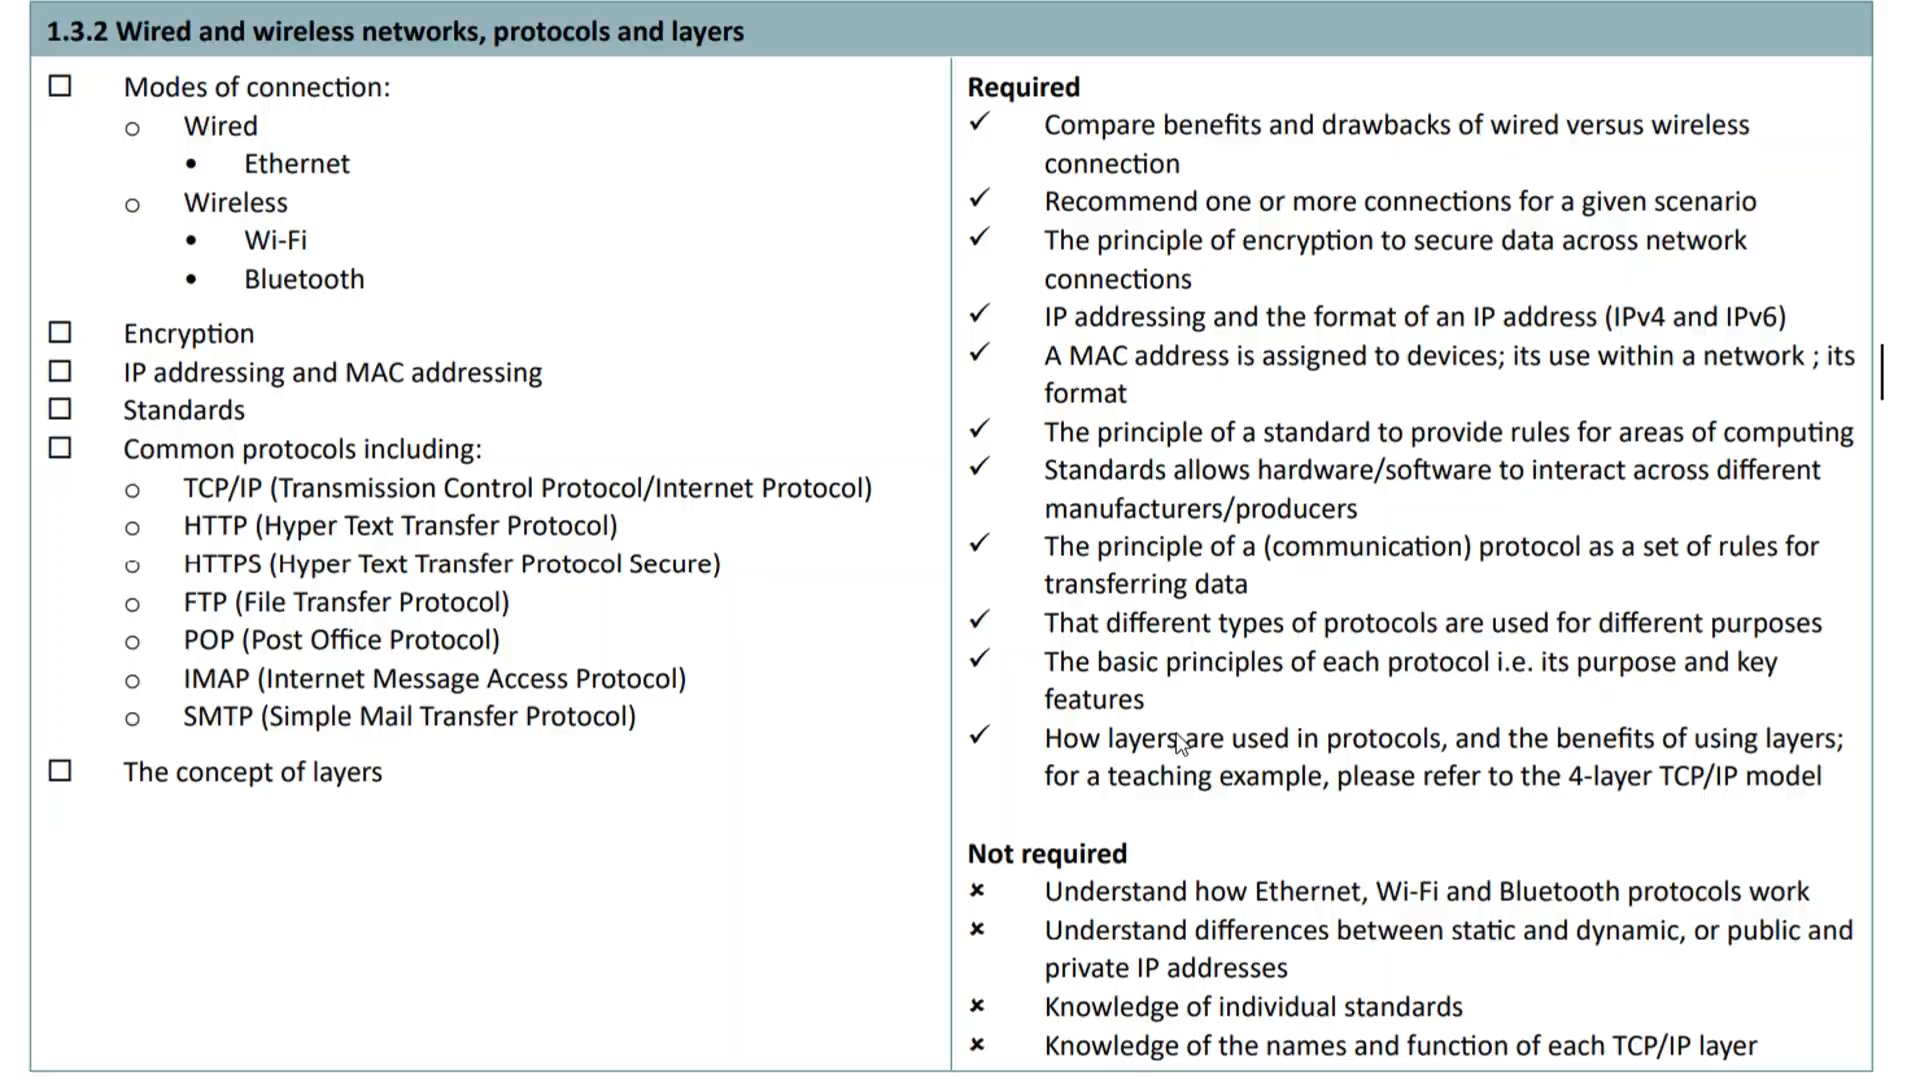 1.3.2 Wired and wireless networks, protocols and layers
Modes of connection:
Wired
Ethernet
Wireless
Wi-Fi
Bluetooth
Encryption
IP addressing and MAC addressing
Standards
Common protocols including:
TCP/IP (Transmission Control Protocol/Internet Protocol)
HTTP (Hyper Text Transfer Protocol)
HTTPS (Hyper Text Transfer Protocol Secure)
FTP (File Transfer Protocol)
POP (Post Office Protocol)
IMAP (Internet Message Access Protocol)
SMTP (Simple Mail Transfer Protocol)
The concept of layers
Required
Compare benefits and drawbacks of wired versus wireless
connection
Recommend one or more connections for a given scenario
The principle of encryption to secure data across network
connections
IP addressing and the format of an IP address (IPv4 and IPv6)
A MAC address is assigned to devices; its use within a network ; its
format
The principle of a standard to provide rules for areas of computing
Standards allows hardware/software to interact across different
manufacturers/producers
The principle of a (communication) protocol as a set of rules for
transferring data
That different types of protocols are used for different purposes
The basic principles of each protocol i.e. its purpose and key
features
How layers are used in protocols, and the benefits of using layers;
for a teaching example, please refer to the 4-layer TCP/IP model
Not required
Understand how Ethernet, Wi-Fi and Bluetooth protocols work
Understand differences between static and dynamic, or public and
private IP addresses
Knowledge of individual standards
Knowledge of the names and function of each TCP/IP layer